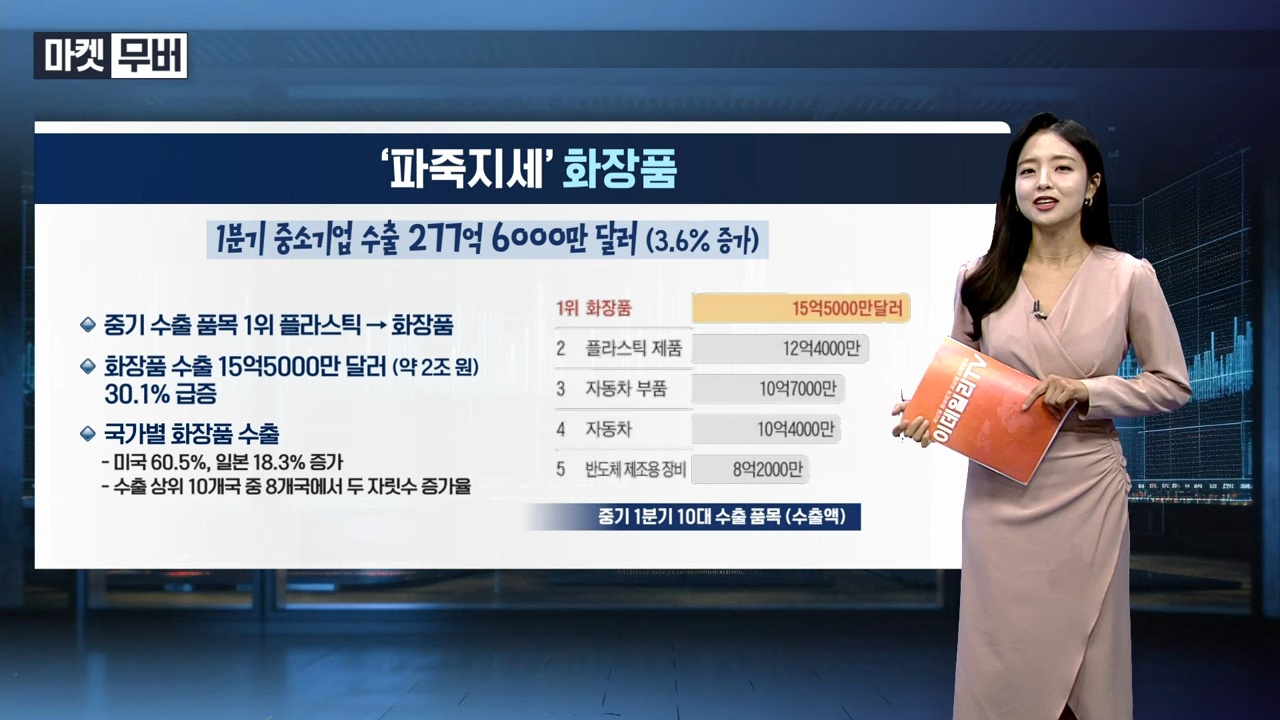 마켓무버
‘파죽지세’ 화장품
1분기 중소기업 수출 277억 6000만 달러 (3.6% 증가)
중기 수출 품목 1위 플라스틱 → 화장품
화장품 수출 15억5000만 달러 (약 2조 원)
30.1% 급증
국가별 화장품 수출
- 미국 60.5%, 일본 18.3% 증가
- 수출 상위 10개국 중 8개국에서 두 자릿수 증가율
1위 화장품 15억5000만달러
2 플라스틱 제품 12억4000만
3 자동차 부품 10억7000만
4 자동차 10억4000만
5 반도체 제조용 장비 8억2000만
중기 1분기 10대 수출 품목 (수출액)
이데일리TV